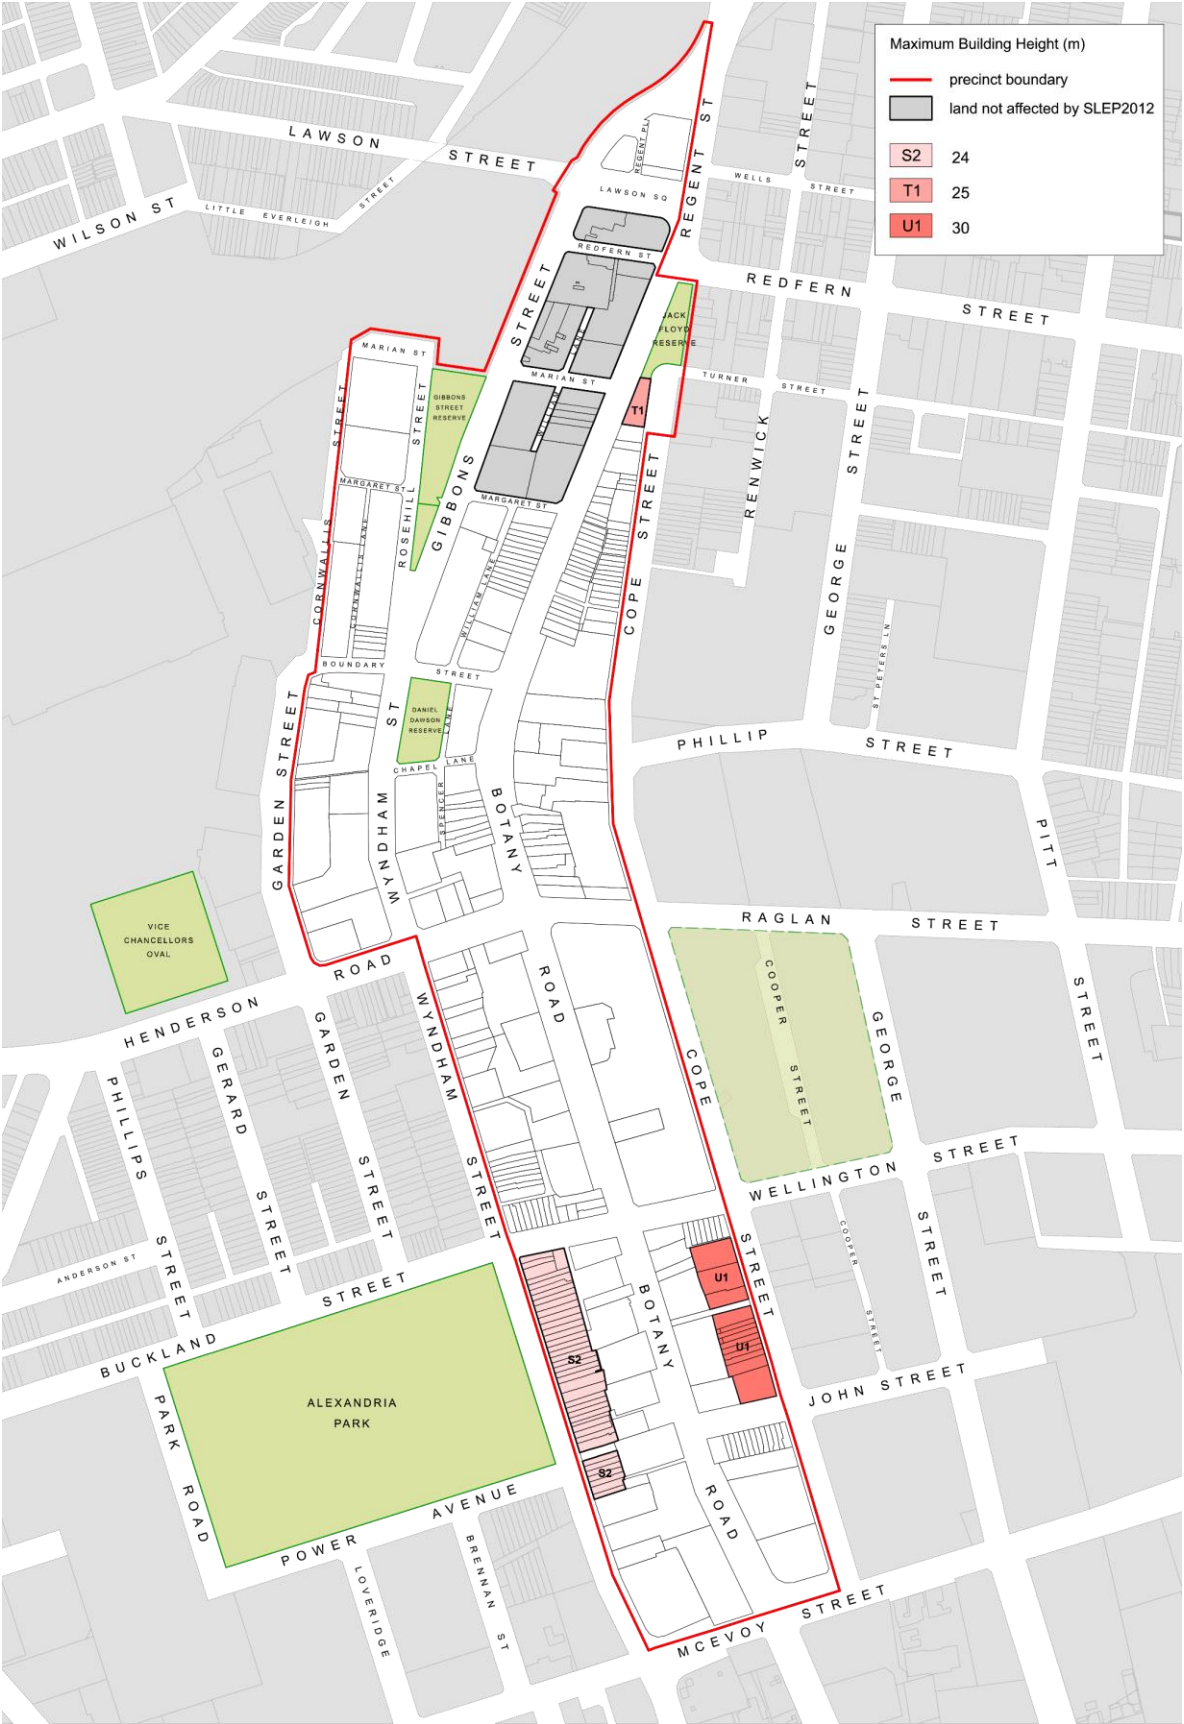 Maximum Building Height (m)
precinct boundary
land not affected by SLEP2012
S2 24
T1 25
U1 30
LAWSON STREET
WILSON ST
LITTLE EVERLEIGH STREET
REGENT PL
REGENT ST
STREET
WELLS STREET
LAWSON SQ
REDFERN ST
REDFERN STREET
JACK
FLOYD
RESERVE
MARIAN ST
STREET
LANE
MARIAN ST
TURNER STREET
GIBBONS
STREET
RESERVE
STREET
STREET
WILLIAM
T1
RENWICK
STREET
MARGARET ST
MARGARET ST
GIBBONS
ROSEHILL
CORNWALLIS
CORNWALLIS LANE
WILLIAM LANE
COPE STREET
GEORGE
ST PETERS LN
BOUNDARY STREET
GARDEN STREET
ST
DANIEL
DAWSON
RESERVE
LANE
CHAPEL LANE
SPENCER
WYNDHAM
BOTANY
PHILLIP STREET
PITT
RAGLAN STREET
VICE
CHANCELLORS
OVAL
HENDERSON ROAD
WYNDHAM
STREET
ROAD
COOPER
STREET
GEORGE
STREET
COPE
STREET
GARDEN
STREET
GERARD
STREET
PHILLIPS
STREET
ANDERSON ST
WELLINGTON STREET
COOPER
STREET
STREET
BUCKLAND STREET
U1
U1
BOTANY
ROAD
S2
S2
JOHN STREET
ALEXANDRIA
PARK
PARK
ROAD
POWER AVENUE
LOVERIDGE
BRENNAN ST
MCEVOY STREET